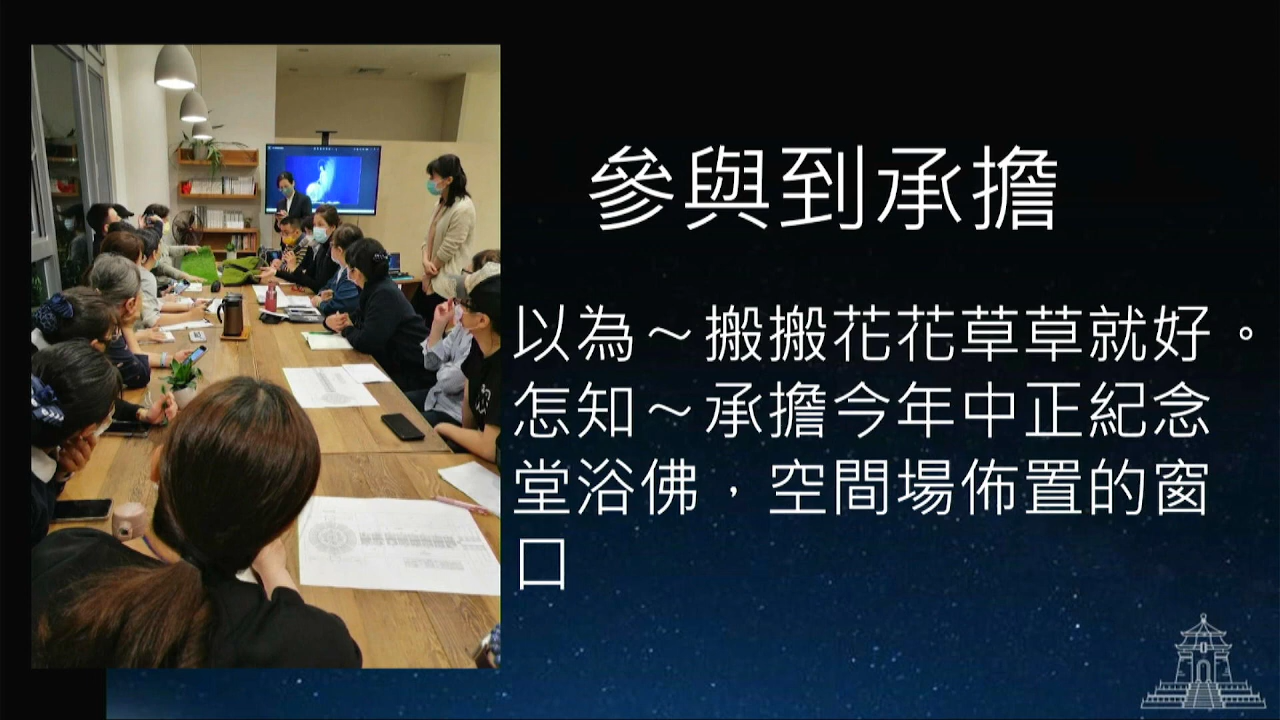 參與到承擔
以為～搬搬花花草草就好。
怎知～承擔今年中正紀念
堂浴佛，空間場佈置的窗
口